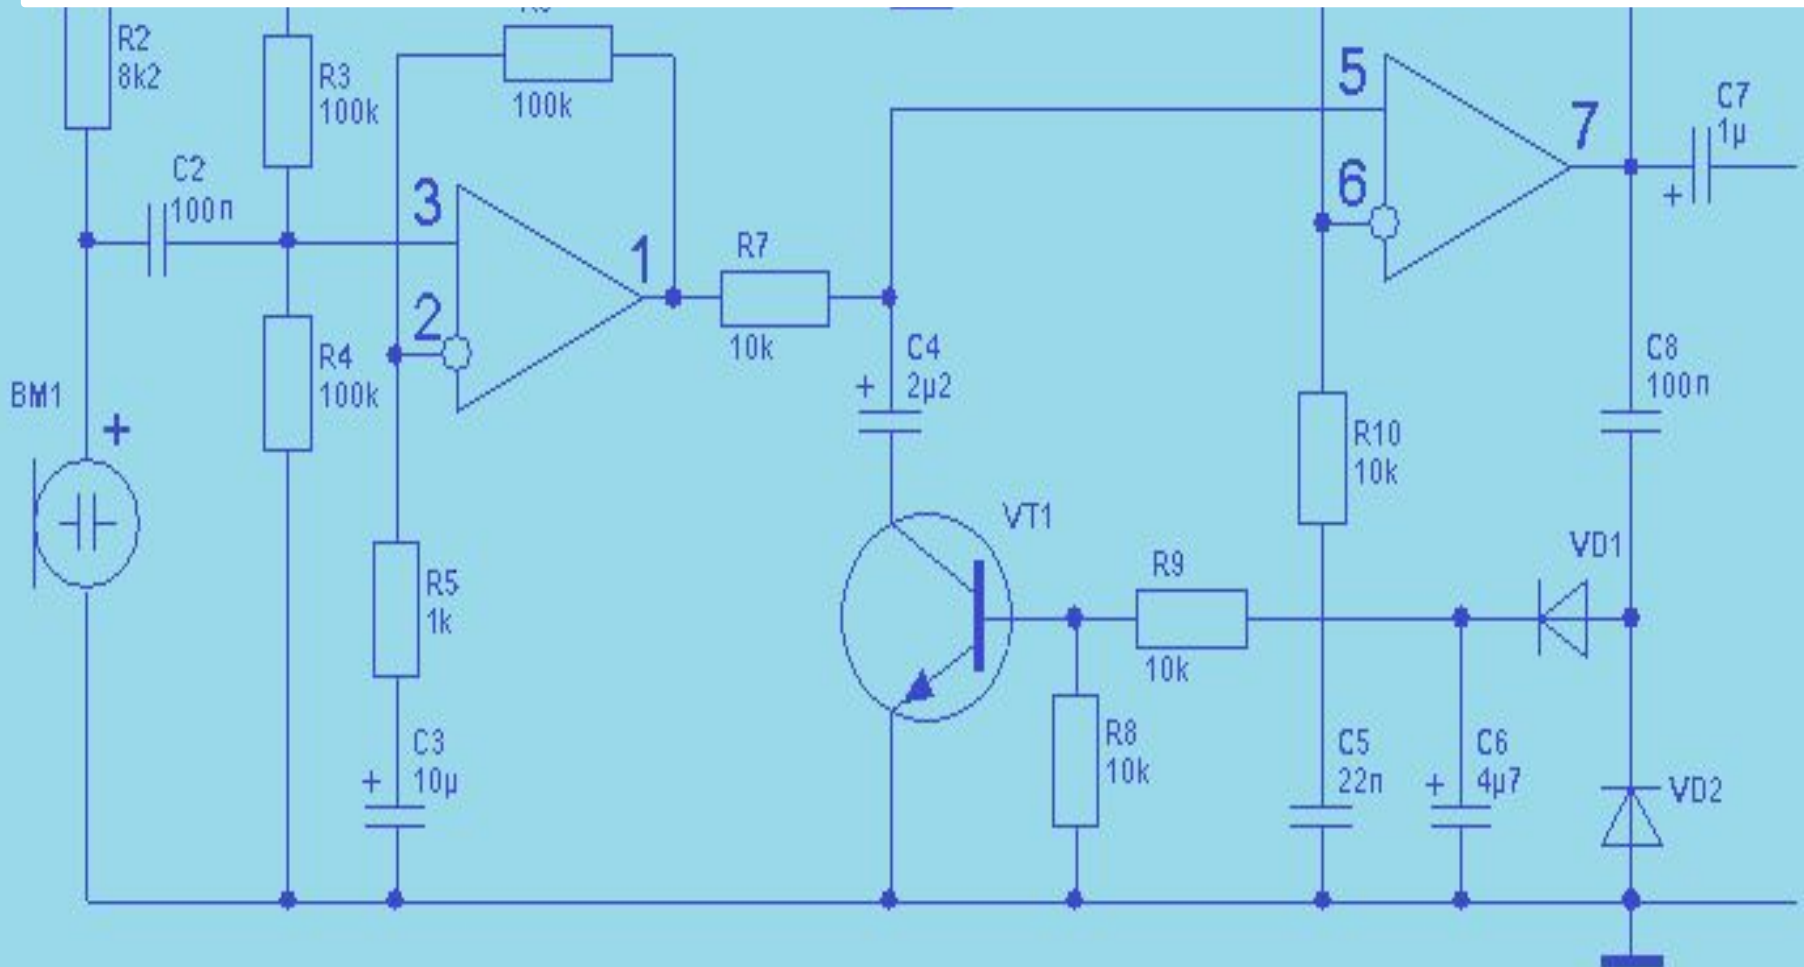 R2
8k2
R3
100k
100k
C2
100n
3
2
1
R7
10k
5
6
7
C7
1µ
+
R4
100k
BM1
+
C4
2µ2
+
C8
100n
R10
10k
VT1
VD1
R5
1k
R9
10k
C3
10µ
+
R8
10k
C5
22n
C6
4µ7
+
VD2